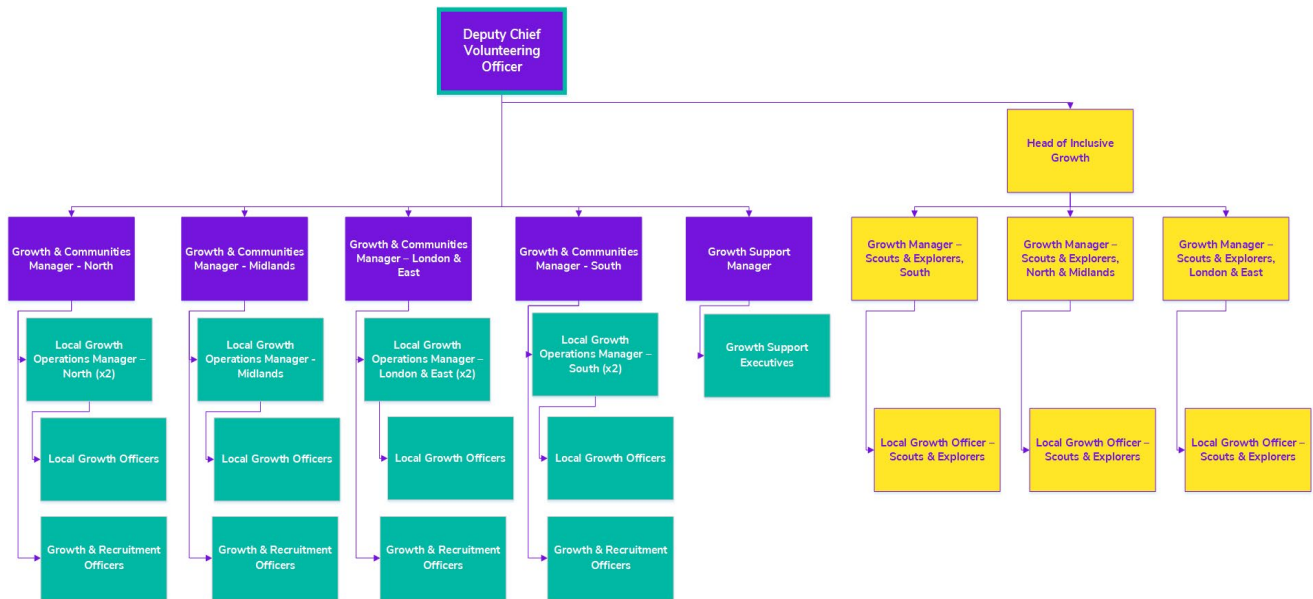 Deputy Chief
Volunteering
Officer
Head of Inclusive
Growth
Growth & Communities
Manager - North
Growth & Communities
Manager - Midlands
Growth & Communities
Manager – London &
East
Growth & Communities
Manager - South
Growth Support
Manager
Growth Manager –
Scouts & Explorers,
South
Growth Manager –
Scouts & Explorers,
North & Midlands
Growth Manager –
Scouts & Explorers,
London & East
Local Growth
Operations Manager –
North (x2)
Local Growth
Operations Manager -
Midlands
Local Growth
Operations Manager –
London & East (x2)
Local Growth
Operations Manager –
South (x2)
Growth Support
Executives
Local Growth Officers
Local Growth Officers
Local Growth Officers
Local Growth Officers
Local Growth Officer –
Scouts & Explorers
Local Growth Officer –
Scouts & Explorers
Local Growth Officer –
Scouts & Explorers
Growth & Recruitment
Officers
Growth & Recruitment
Officers
Growth & Recruitment
Officers
Growth & Recruitment
Officers